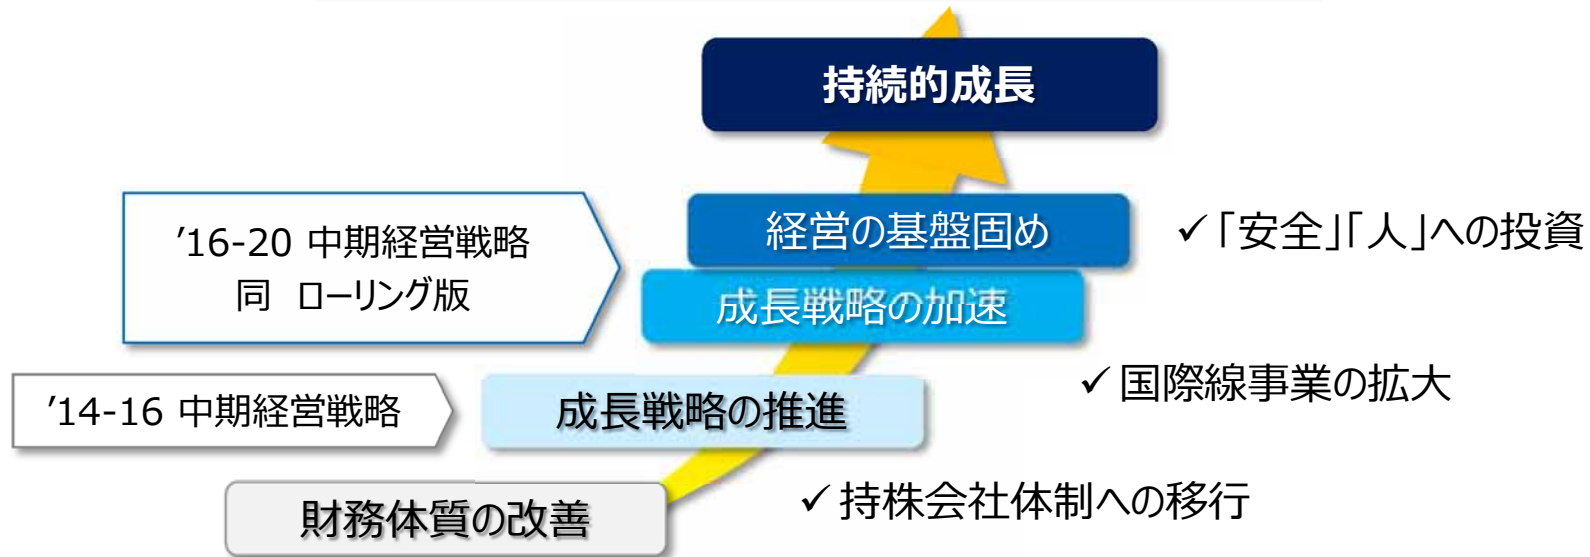 持続的成長
経営の基盤固め
✓「安全」「人」への投資
'16-20 中期経営戦略
同 ローリング版
成長戦略の加速
✓国際線事業の拡大
'14-16 中期経営戦略
成長戦略の推進
✓持株会社体制への移行
財務体質の改善